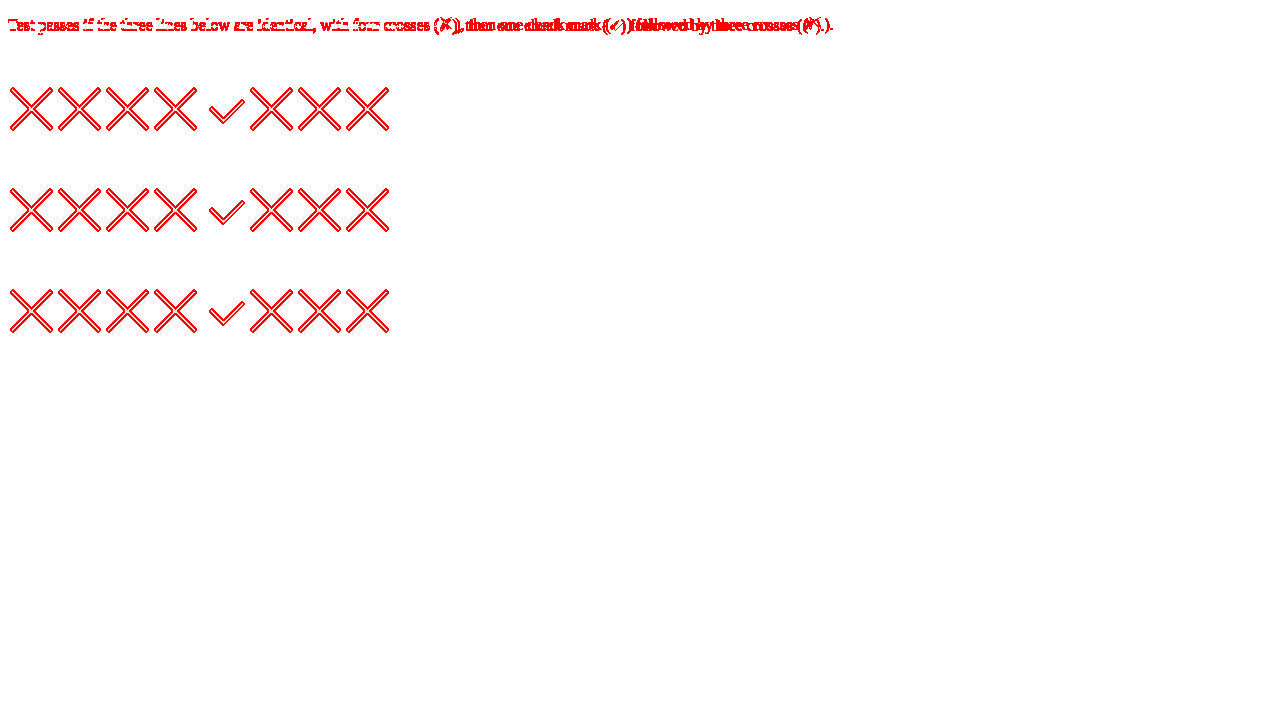 Test passes if the three lines below are identical, with four crosses (✘), then one check mark (✓) followed by three crosses (✘).
✕✕✕✕✓✕✕✕
✕✕✕✕✓✕✕✕
✕✕✕✕✓✕✕✕